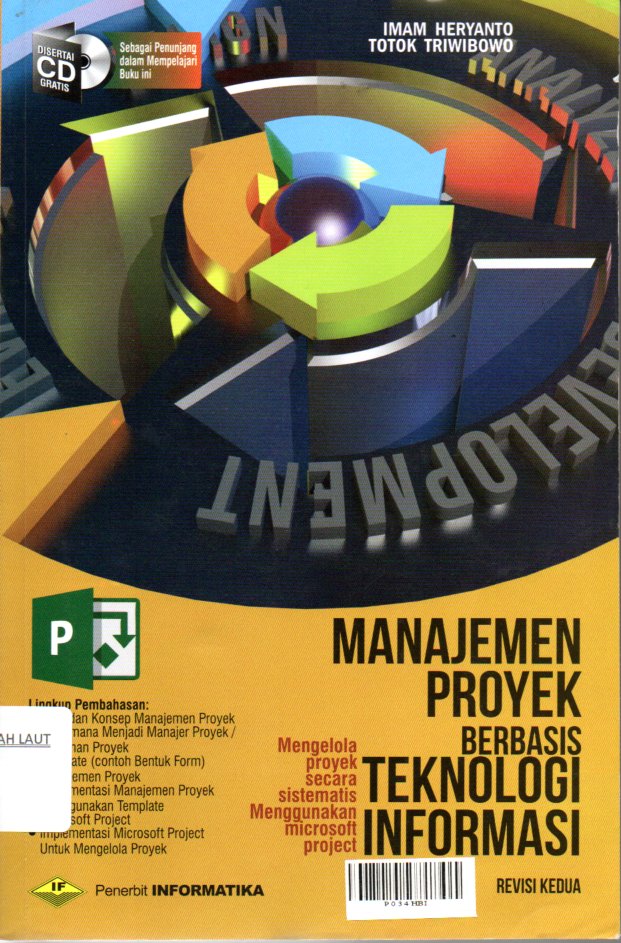 IMAM HERYANTO
TOTOK TRIWIBOWO
DISERTAI
CD
GRATIS
Sebagai Penunjang
dalam Mempelajari
Buku ini
DEVELOPMENT
P
MANAJEMEN
PROYEK
BERBASIS
TEKNOLOGI
INFORMASI
Mengelola
proyek
secara
sistematis
Menggunakan
microsoft
project
REVISI KEDUA
Lingkup Pembahasan:
dan Konsep Manajemen Proyek
Menjadi Manajer Proyek /
Proyek
(contoh Bentuk Form)
Proyek
Manajemen Proyek
Template
Project
Implementasi Microsoft Project
Untuk Mengelola Proyek
AH LAUT
IF
Penerbit INFORMATIKA
P034HBI